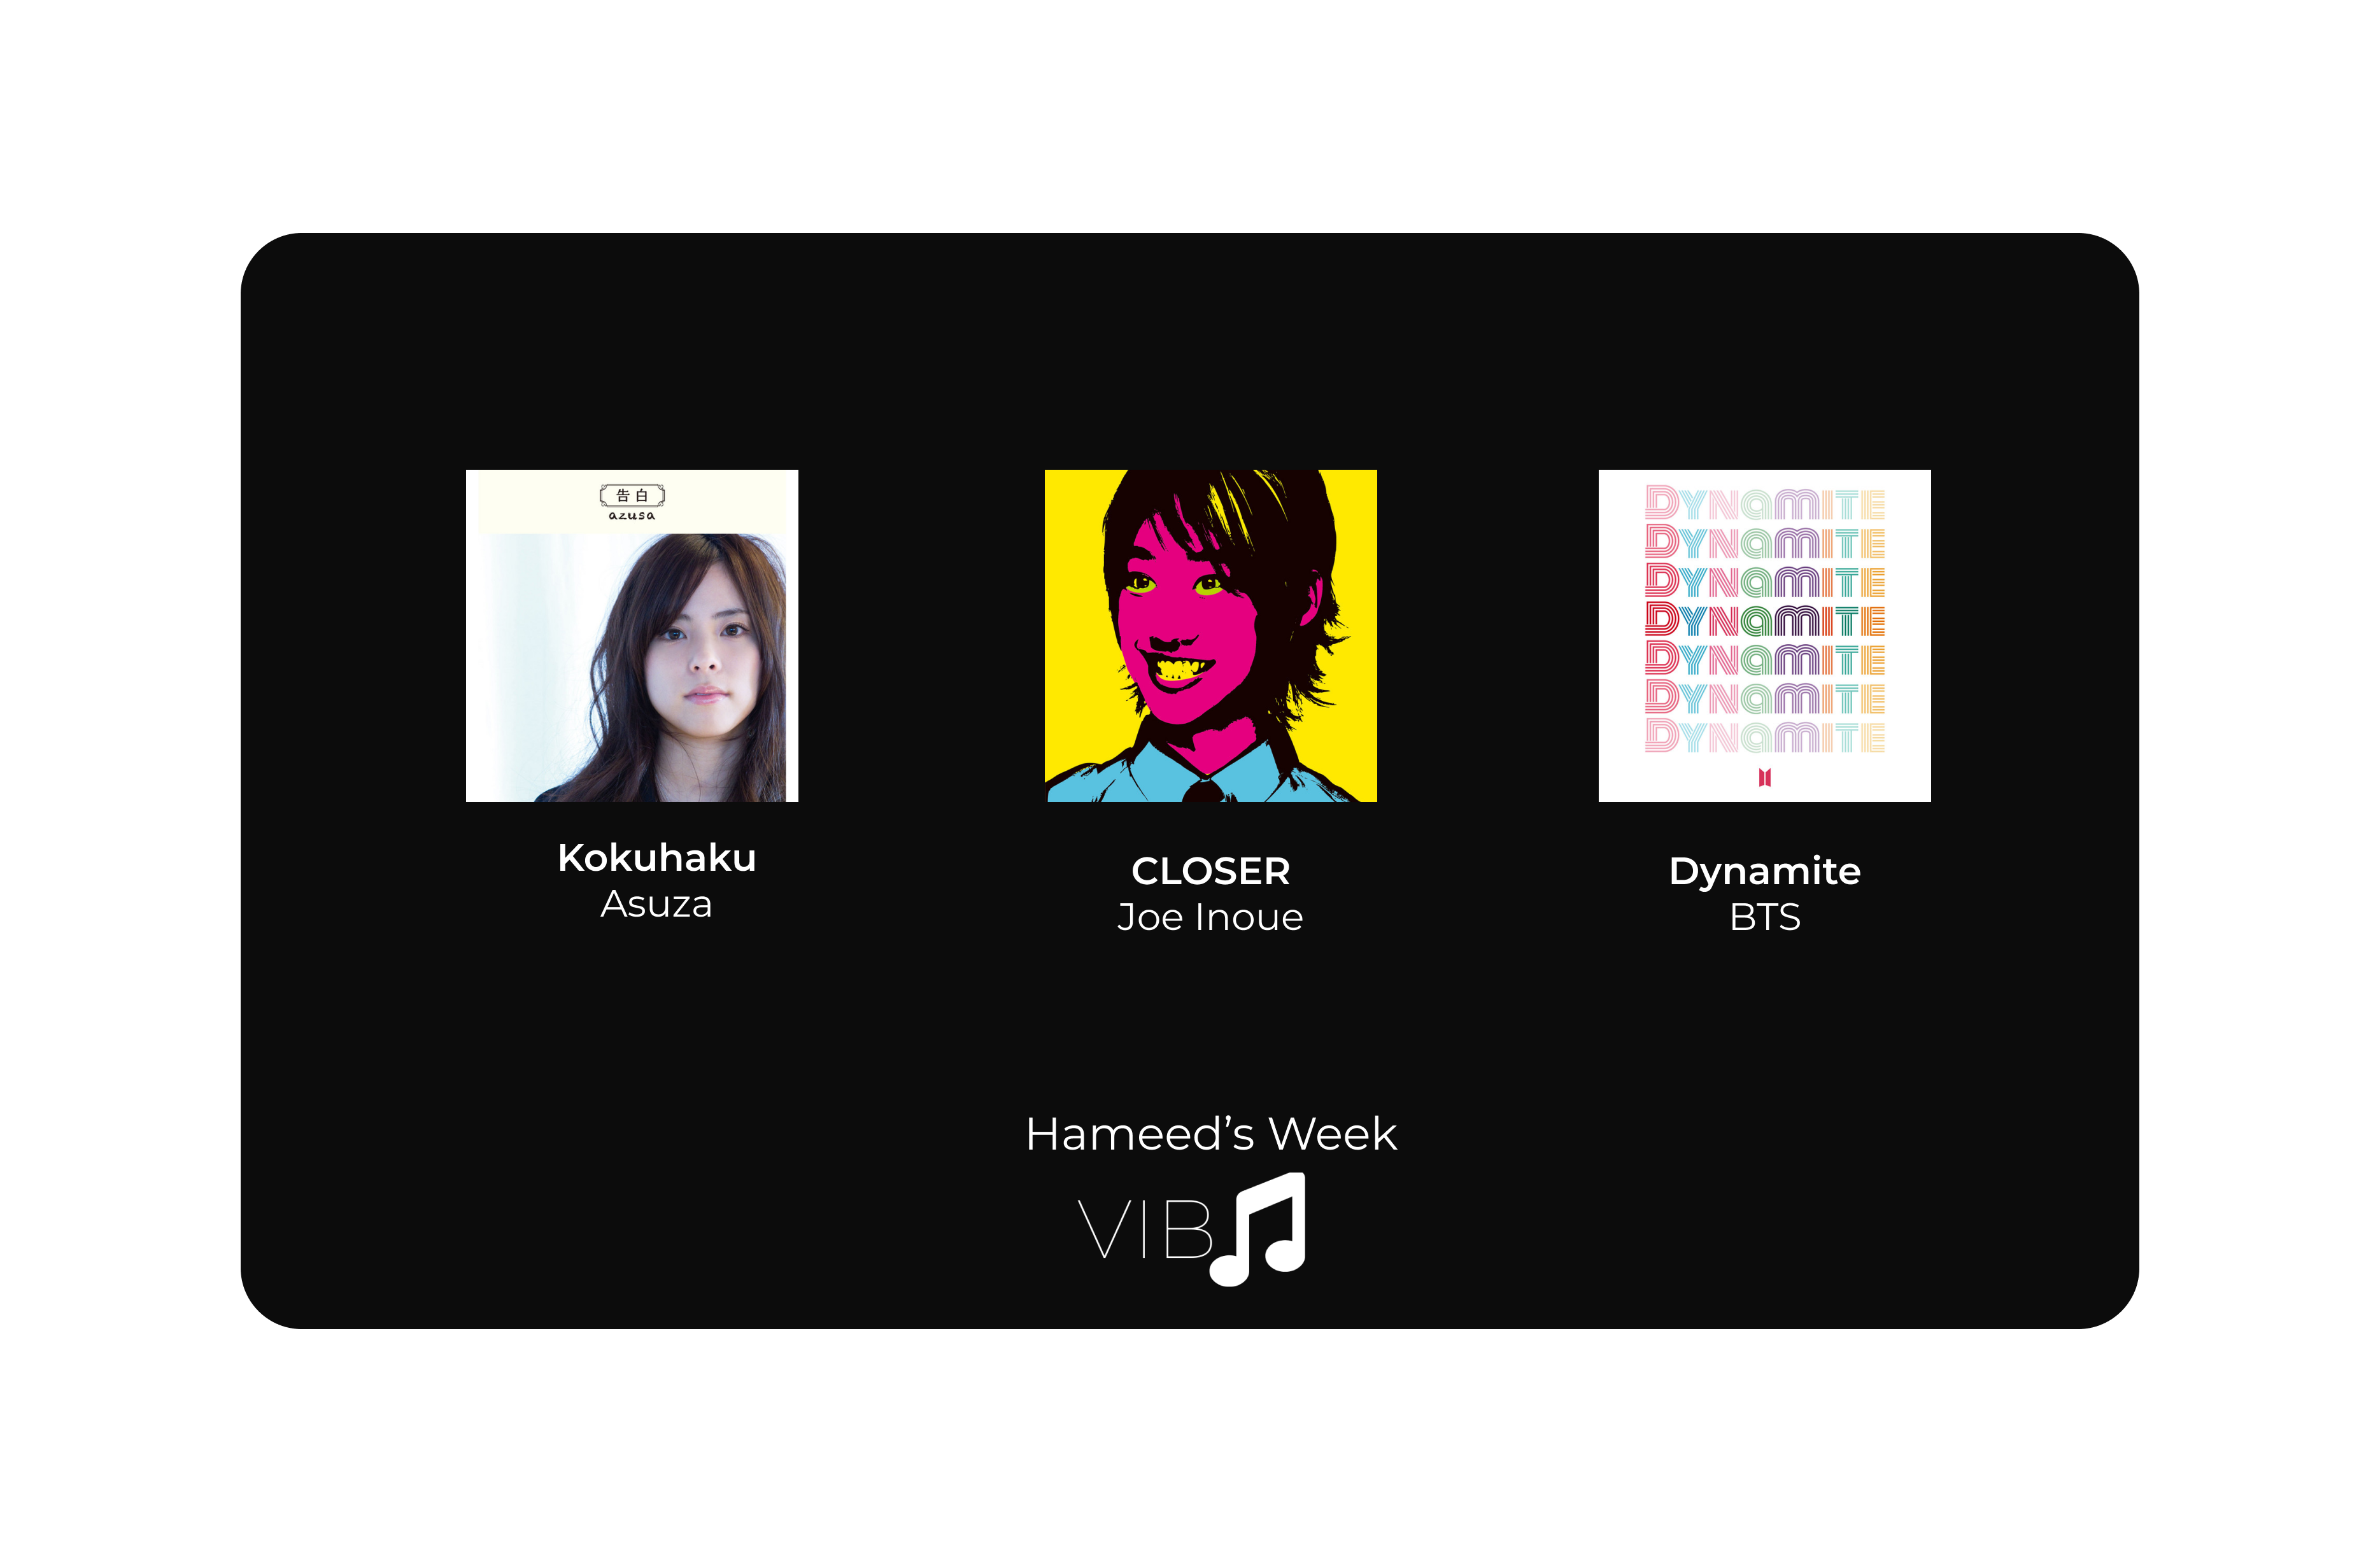 告白
azusa
Kokuhaku
Asuza
CLOSER
Joe Inoue
DYNAMITE
DYNAMITE
DYNAMITE
DYNAMITE
DYNAMITE
DYNAMITE
DYNAMITE
Dynamite
BTS
Hameed’s Week
VIB